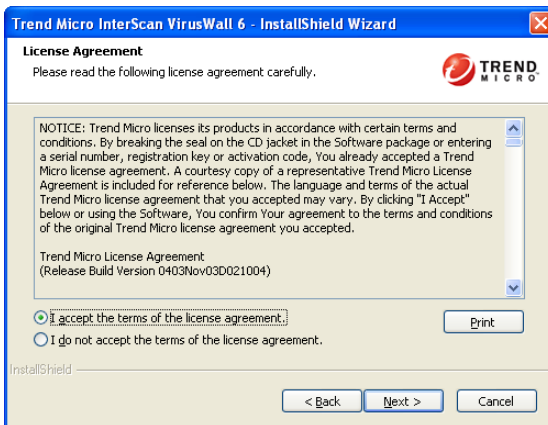 Trend Micro InterScan VirusWall 6 - InstallShield Wizard
License Agreement
Please read the following license agreement carefully.
TREND
MICRO
NOTICE: Trend Micro licenses its products in accordance with certain terms and
conditions. By breaking the seal on the CD jacket in the Software package or entering
a serial number, registration key or activation code, You already accepted a Trend
Micro license agreement. A courtesy copy of a representative Trend Micro License
Agreement is included for reference below. The language and terms of the actual
Trend Micro license agreement that you accepted may vary. By clicking "I Accept"
below or using the Software, You confirm Your agreement to the terms and conditions
of the original Trend Micro license agreement you accepted.
Trend Micro License Agreement
(Release Build Version 0403Nov03D021004)
I accept the terms of the license agreement.
Print
I do not accept the terms of the license agreement.
InstallShield
< Back
Next >
Cancel